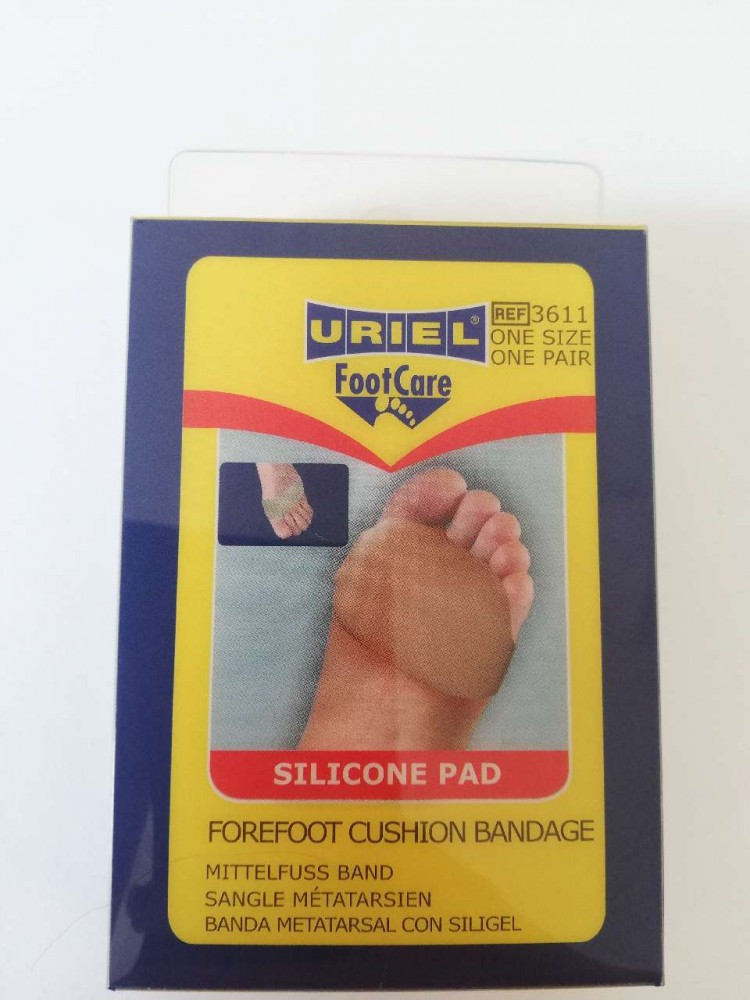 URIEL®
REF 3611
ONE SIZE
ONE PAIR
FootCare
SILICONE PAD
FOREFOOT CUSHION BANDAGE
MITTELFUSS BAND
SANGLE MÉTATARSIEN
BANDA METATARSAL CON SILIGEL